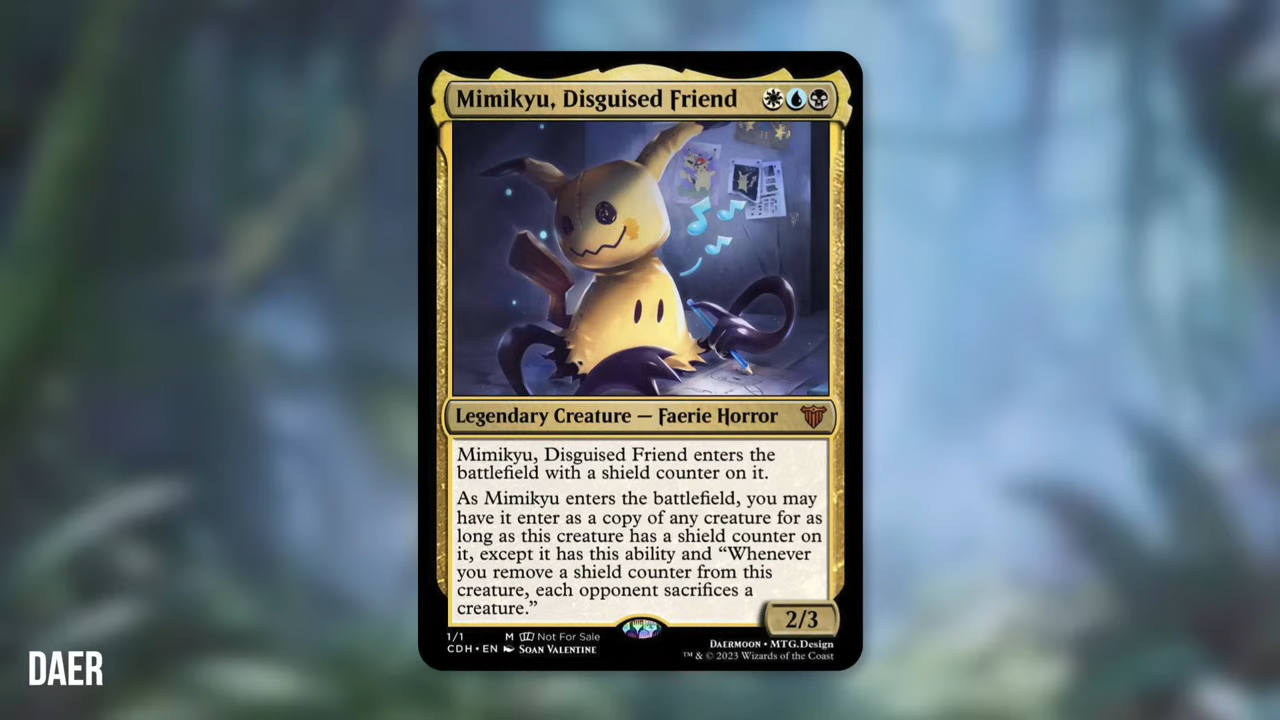 Mimikyu, Disguised Friend
Legendary Creature — Faerie Horror
Mimikyu, Disguised Friend enters the
battlefield with a shield counter on it.
As Mimikyu enters the battlefield, you may
have it enter as a copy of any creature for as
long as this creature has a shield counter on
it, except it has this ability and “Whenever
you remove a shield counter from this
creature, each opponent sacrifices a
creature.”
2/3
1/1 M Not For Sale
CDH • EN Soan Valentine
Daermoon • MTG.Design
™ & © 2023 Wizards of the Coast
DAER